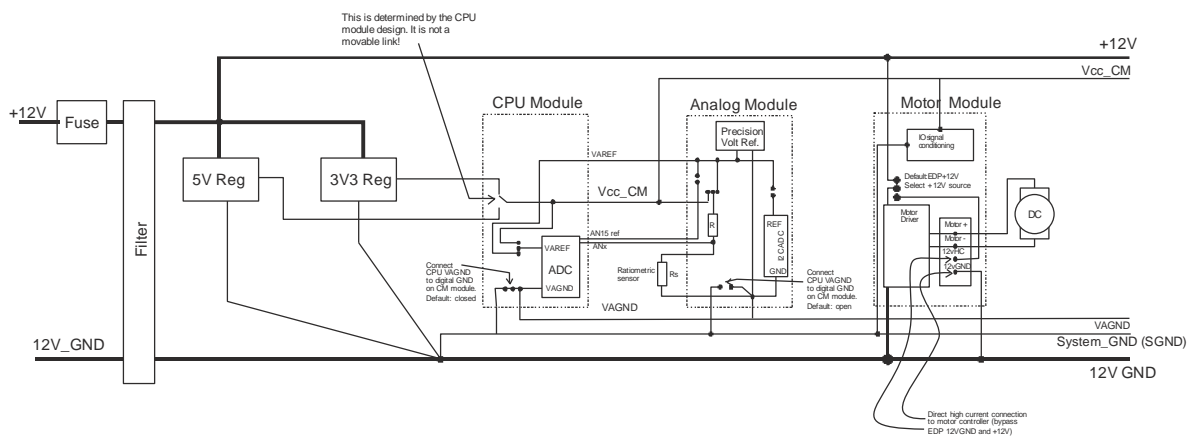 This is determined by the CPU
module design. It is not a
movable link!
+12V
Vcc_CM
CPU Module
Analog Module
Motor Module
+12V
Fuse
Filter
5V Reg
3V3 Reg
Precision
Volt Ref.
IO signal
conditioning
VAREF
Vcc_CM
Default EDP+12V
Select +12V source
Motor
Driver
Motor+
Motor-
12vHC
12vGND
DC
R
REF
I2C ADC
GND
AN15 ref
ANx
VAREF
ADC
VAGND
Connect
CPU VAGND
to digital GND
on CM module.
Default: closed
Ratiometric
sensor
Rs
Connect
CPU VAGND
to digital GND
on CM module.
Default: open
VAGND
VAGND
System_GND (SGND)
12V_GND
12V GND
Direct high current connection
to motor controller (bypass
EDP 12VGND and +12V)